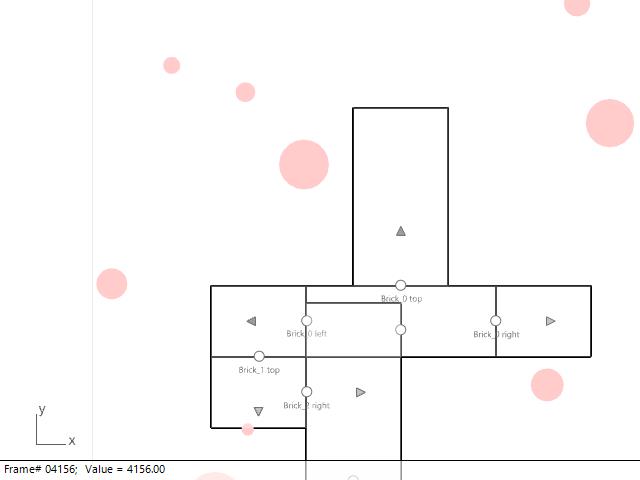 Brick_0 top
Brick_0 left
Brick_0 right
Brick_1 top
Brick_2 right
y
x
Frame# 04156; Value = 4156.00